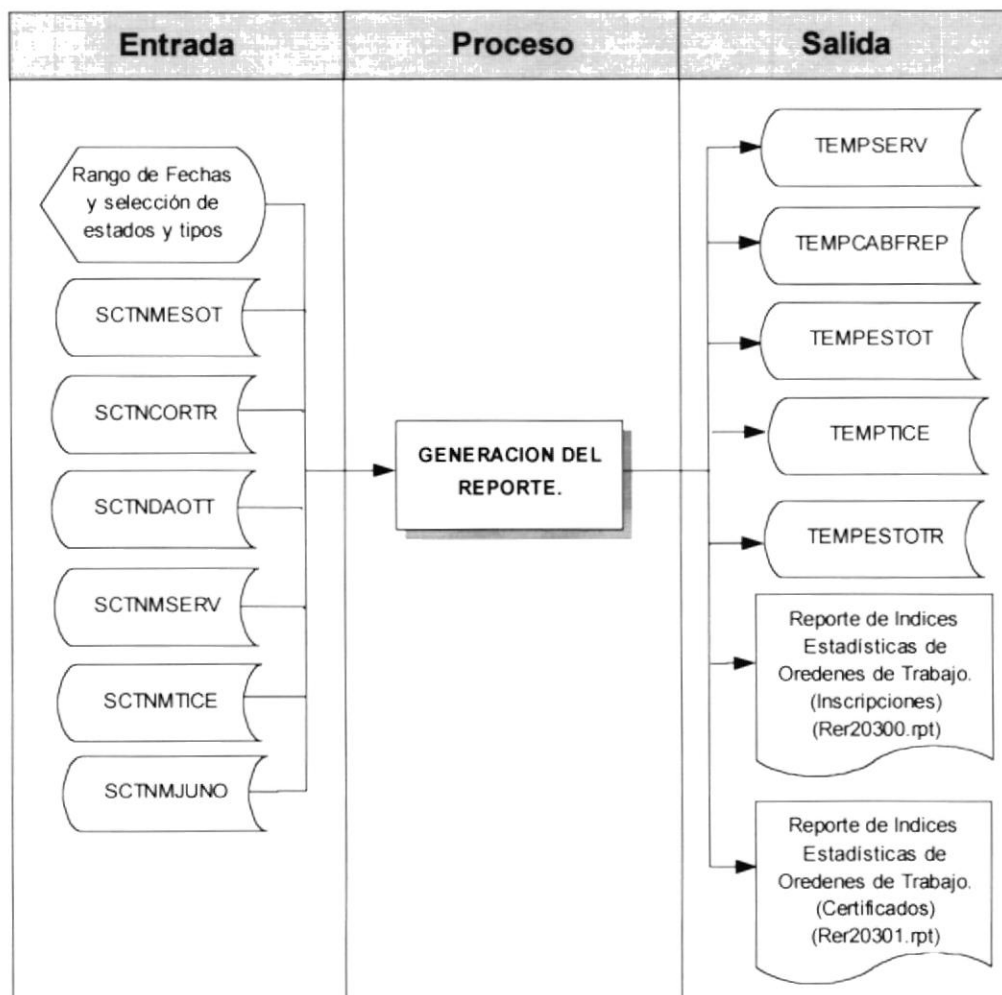 Entrada
Proceso
Salida
Rango de Fechas
y selección de
estados y tipos
SCTNMESOT
SCTNCORTR
SCTNDAOTT
SCTNMSERV
SCTNMTICE
SCTNMJUNO
GENERACION DEL
REPORTE.
TEMPSERV
TEMPCABFREP
TEMPESTOT
TEMPTICE
TEMPESTOTR
Reporte de Indices
Estadísticas de
Oredenes de Trabajo.
(Inscripciones)
(Rer20300.rpt)
Reporte de Indices
Estadísticas de
Oredenes de Trabajo.
(Certificados)
(Rer20301.rpt)